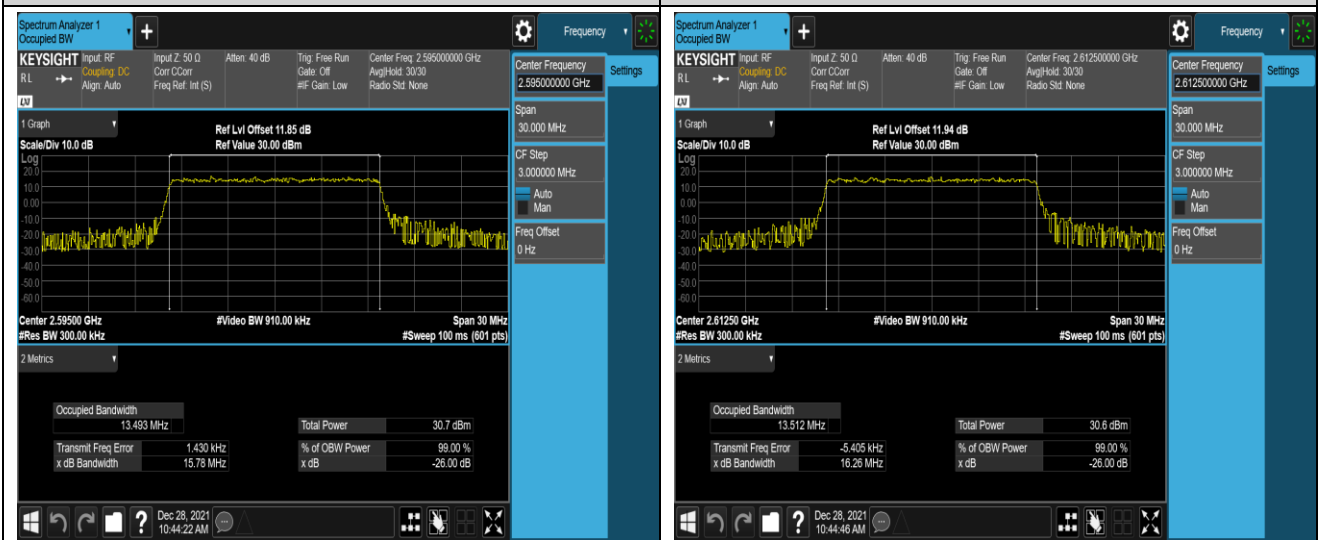 Spectrum Analyzer 1
Occupied BW
+
Frequency
KEYSIGHT
Input: RF
Coupling: DC
Align: Auto
Input Z: 50 Ω
Corr CCorr
Freq Ref: Int (S)
Atten: 40 dB
Trig: Free Run
Gate: Off
#IF Gain: Low
Center Freq: 2.595000000 GHz
Avg|Hold: 30/30
Radio Std: None
RL
LXI
Center Frequency
2.595000000 GHz
Settings
Span
30.000 MHz
CF Step
3.000000 MHz
Auto
Man
Freq Offset
0 Hz
1 Graph
Ref Lvl Offset 11.85 dB
Scale/Div 10.0 dB
Ref Value 30.00 dBm
Log
20.0
10.0
0.00
-10.0
-20.0
-30.0
-40.0
-50.0
-60.0
Center 2.59500 GHz
#Video BW 910.00 kHz
Span 30 MHz
#Res BW 300.00 kHz
#Sweep 100 ms (601 pts)
2 Metrics
Occupied Bandwidth
13.493 MHz
Total Power 30.7 dBm
Transmit Freq Error 1.430 kHz
% of OBW Power 99.00 %
x dB Bandwidth 15.78 MHz
x dB -26.00 dB
?
Dec 28, 2021
10:44:22 AM
Spectrum Analyzer 1
Occupied BW
+
Frequency
KEYSIGHT
Input: RF
Coupling: DC
Align: Auto
Input Z: 50 Ω
Corr CCorr
Freq Ref: Int (S)
Atten: 40 dB
Trig: Free Run
Gate: Off
#IF Gain: Low
Center Freq: 2.612500000 GHz
Avg|Hold: 30/30
Radio Std: None
RL
LXI
Center Frequency
2.612500000 GHz
Settings
Span
30.000 MHz
CF Step
3.000000 MHz
Auto
Man
Freq Offset
0 Hz
1 Graph
Ref Lvl Offset 11.94 dB
Scale/Div 10.0 dB
Ref Value 30.00 dBm
Log
20.0
10.0
0.00
-10.0
-20.0
-30.0
-40.0
-50.0
-60.0
Center 2.61250 GHz
#Video BW 910.00 kHz
Span 30 MHz
#Res BW 300.00 kHz
#Sweep 100 ms (601 pts)
2 Metrics
Occupied Bandwidth
13.512 MHz
Total Power 30.6 dBm
Transmit Freq Error -5.405 kHz
% of OBW Power 99.00 %
x dB Bandwidth 16.26 MHz
x dB -26.00 dB
?
Dec 28, 2021
10:44:46 AM